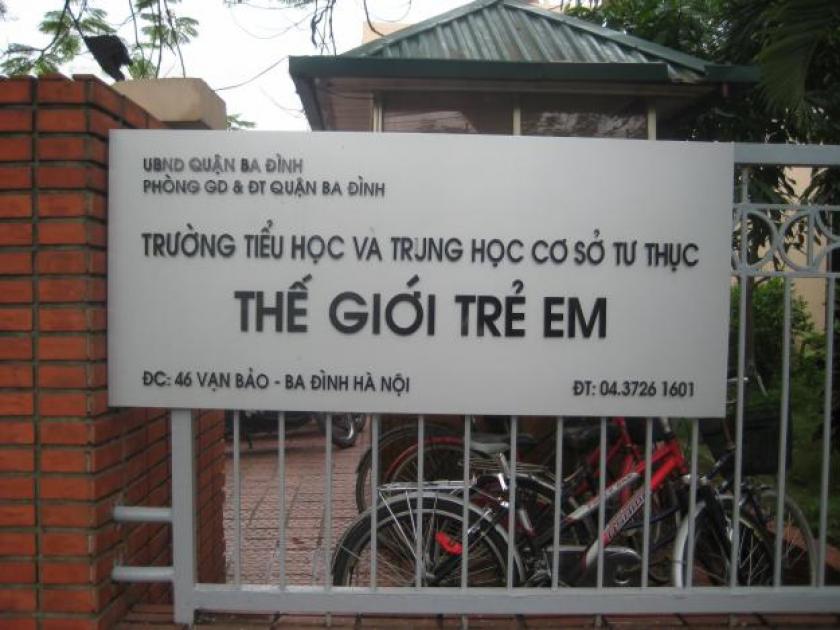 UBND QUẬN BA ĐÌNH
PHÒNG GD & ĐT QUẬN BA ĐÌNH
TRƯỜNG TIỂU HỌC VÀ TRUNG HỌC CƠ SỞ TƯ THỤC
THẾ GIỚI TRẺ EM
ĐC: 46 VẠN BẢO - BA ĐÌNH HÀ NỘI
ĐT: 04.3726 1601